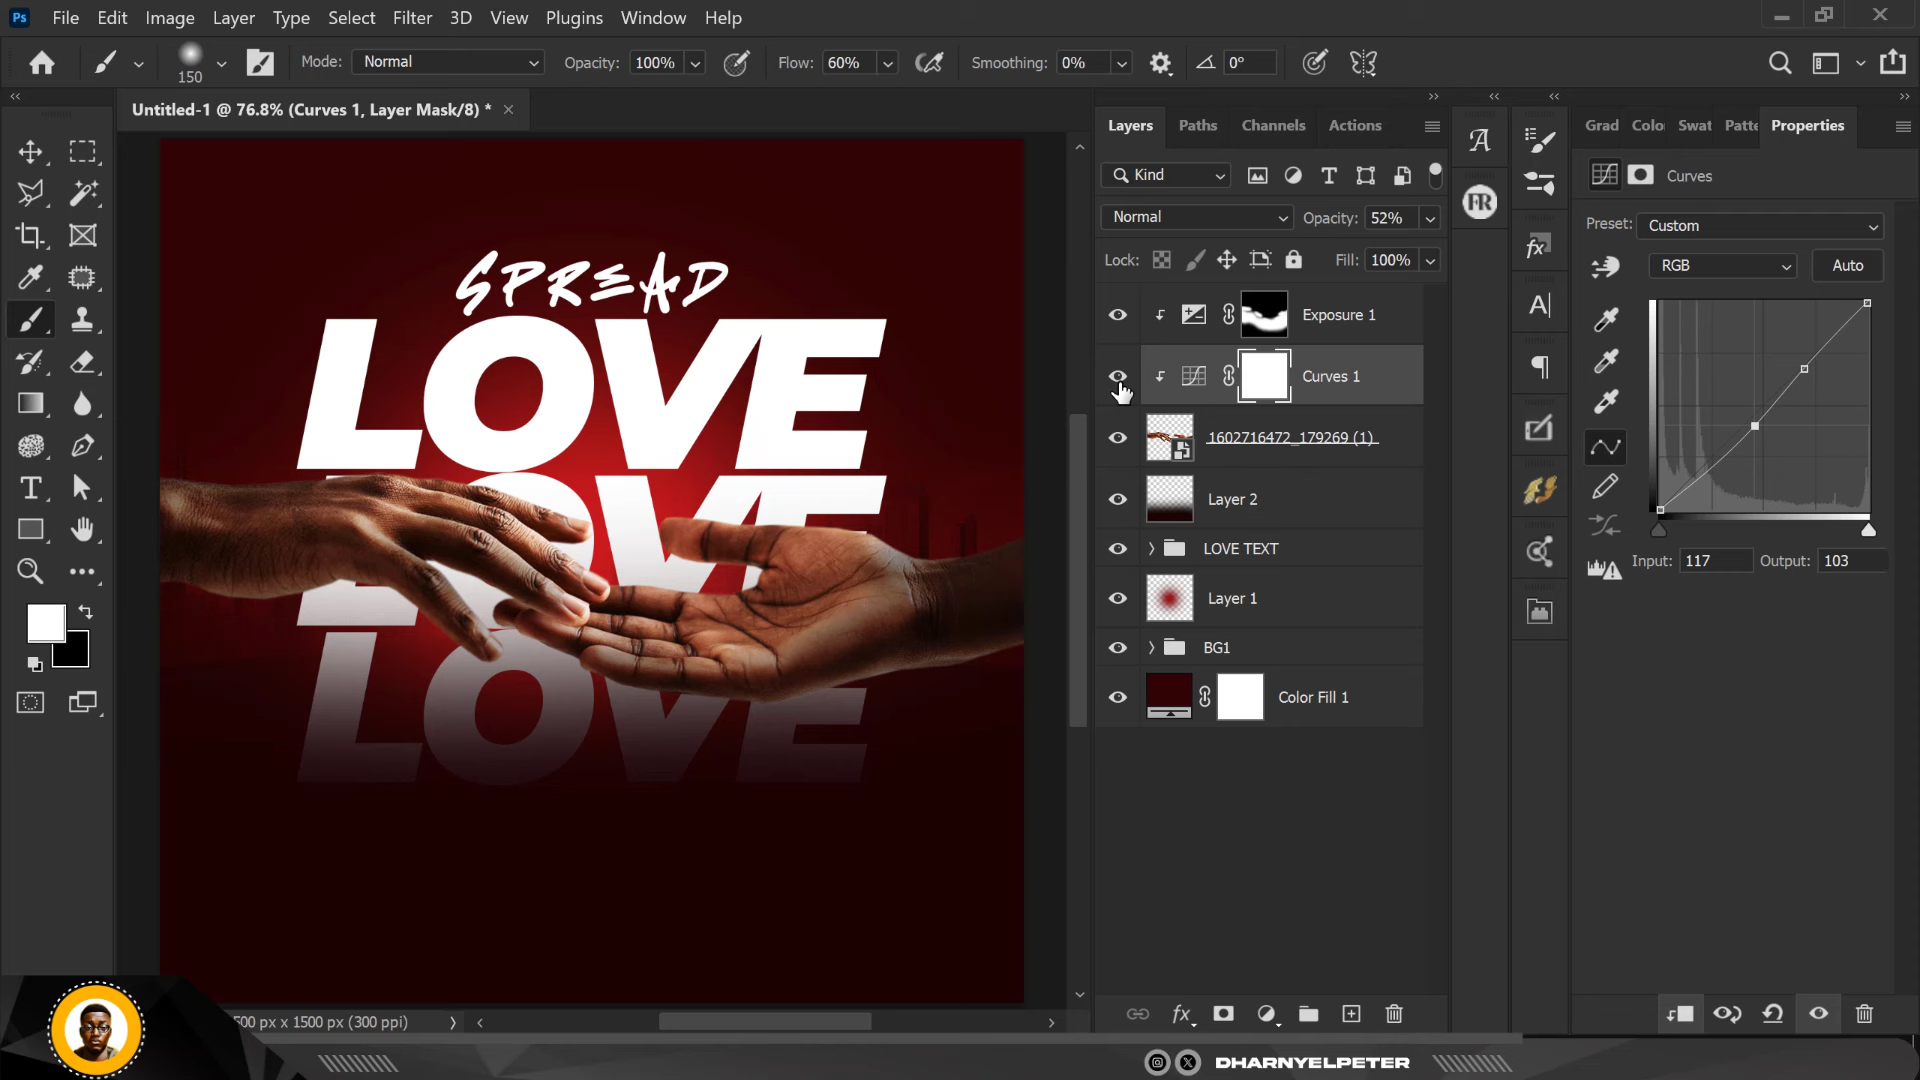 Ps File Edit Image Layer Type Select Filter 3D View Plugins Window Help
150 Mode: Normal Opacity: 100% Flow: 60% Smoothing: 0% 0°
Untitled-1 @ 76.8% (Curves 1, Layer Mask/8) *
SPREAD
LOVE
LOVE
LOVE
500 px x 1500 px (300 ppi)
Layers Paths Channels Actions
Kind
Normal Opacity: 52%
Lock: Fill: 100%
Exposure 1
Curves 1
1602716472_179269 (1)
Layer 2
LOVE TEXT
Layer 1
BG1
Color Fill 1
FR
Grad Colo Swat Patte Properties
Curves
Preset: Custom
RGB Auto
Input: 117 Output: 103
DHARNYELPETER